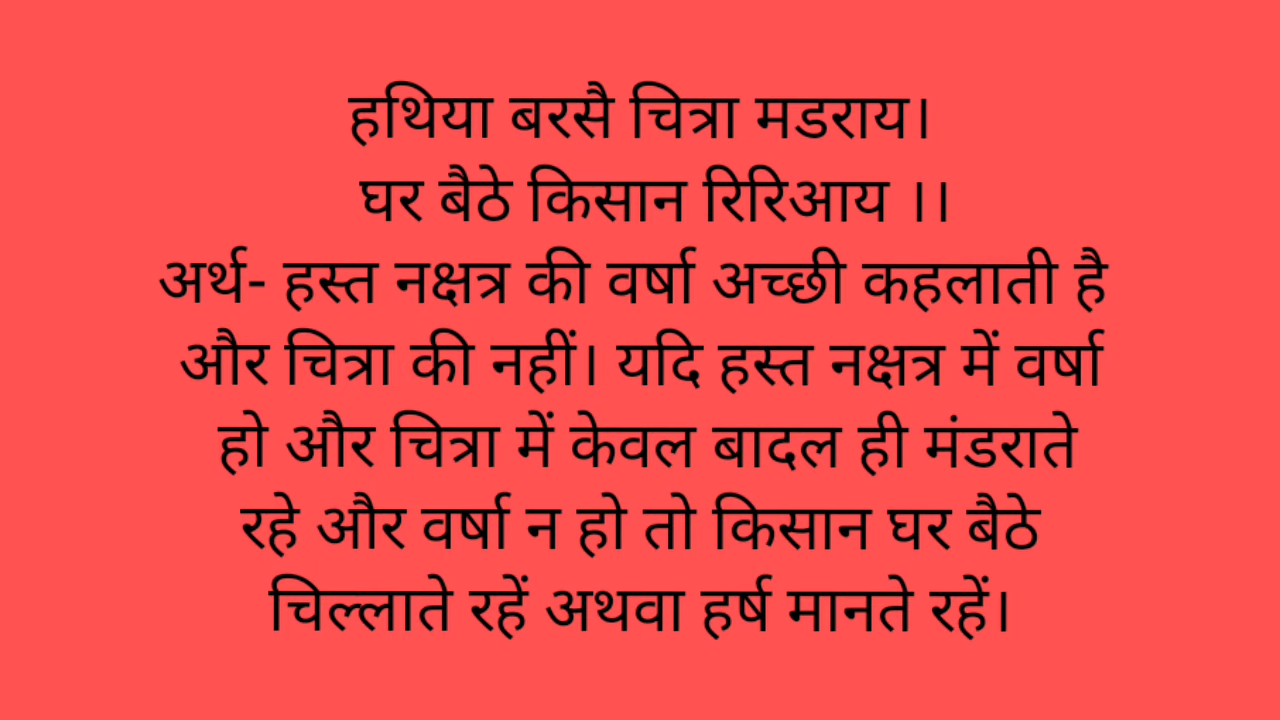 हथिया बरसै चित्रा मडराय।
घर बैठे किसान रिरिआय ।।
अर्थ- हस्त नक्षत्र की वर्षा अच्छी कहलाती है
और चित्रा की नहीं। यदि हस्त नक्षत्र में वर्षा
हो और चित्रा में केवल बादल ही मंडराते
रहे और वर्षा न हो तो किसान घर बैठे
चिल्लाते रहें अथवा हर्ष मानते रहें।